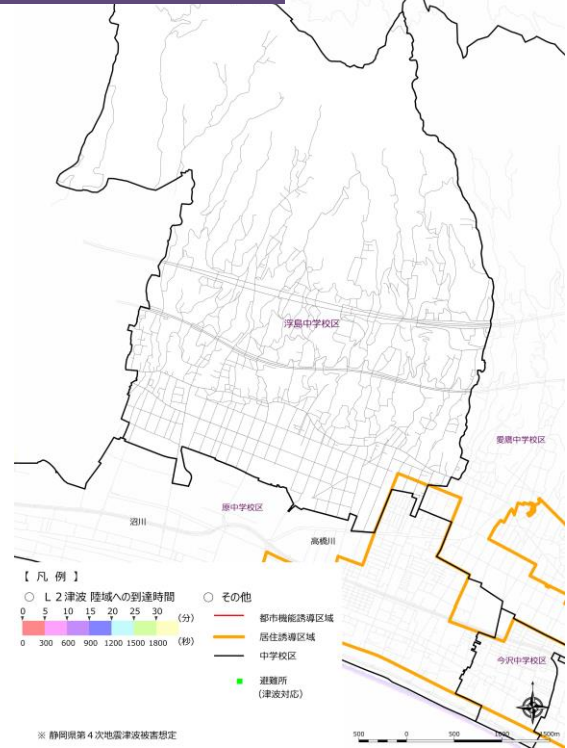 浮島中学校区
愛鷹中学校区
原中学校区
沼川
高橋川
今沢中学校区
【 凡 例 】
○ L2津波 陸域への到達時間
0 5 10 15 20 25 30 (分)
0 300 600 900 1200 1500 1800 (秒)
○ その他
都市機能誘導区域
居住誘導区域
中学校区
避難所
(津波対応)
※ 静岡県第4次地震津波被害想定
500 0 500 1000 1500m